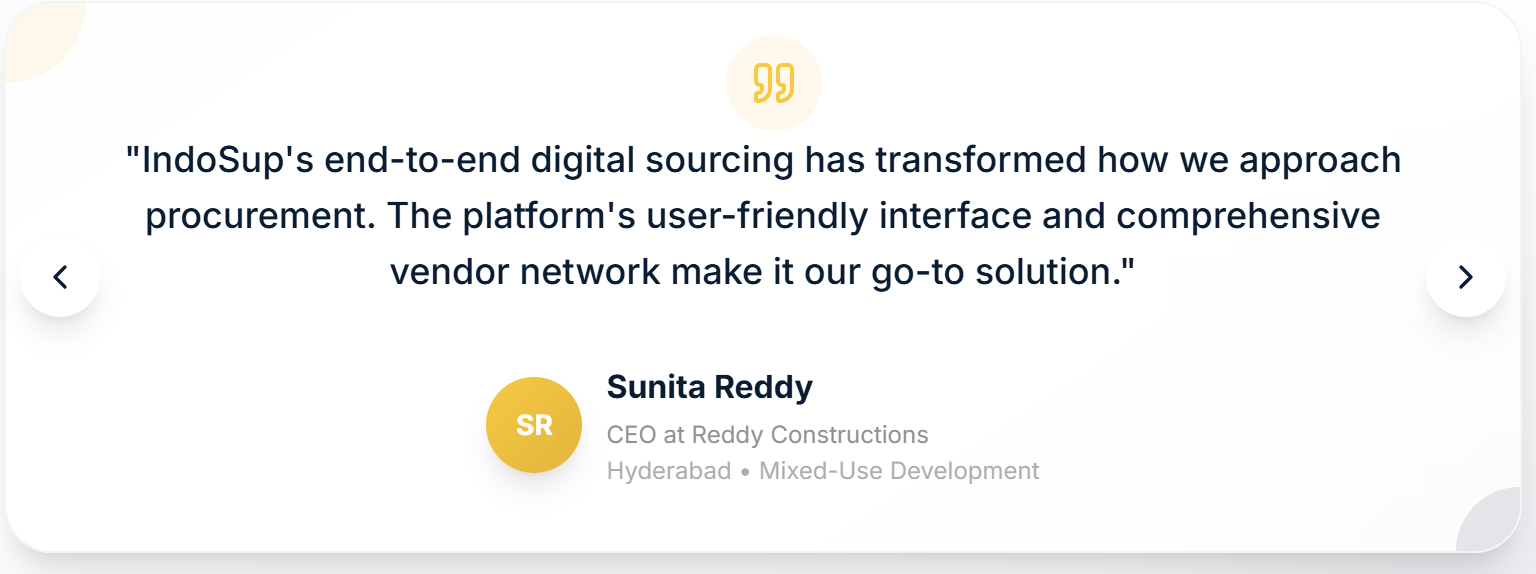 "IndoSup's end-to-end digital sourcing has transformed how we approach
procurement. The platform's user-friendly interface and comprehensive
vendor network make it our go-to solution."
SR
Sunita Reddy
CEO at Reddy Constructions
Hyderabad • Mixed-Use Development